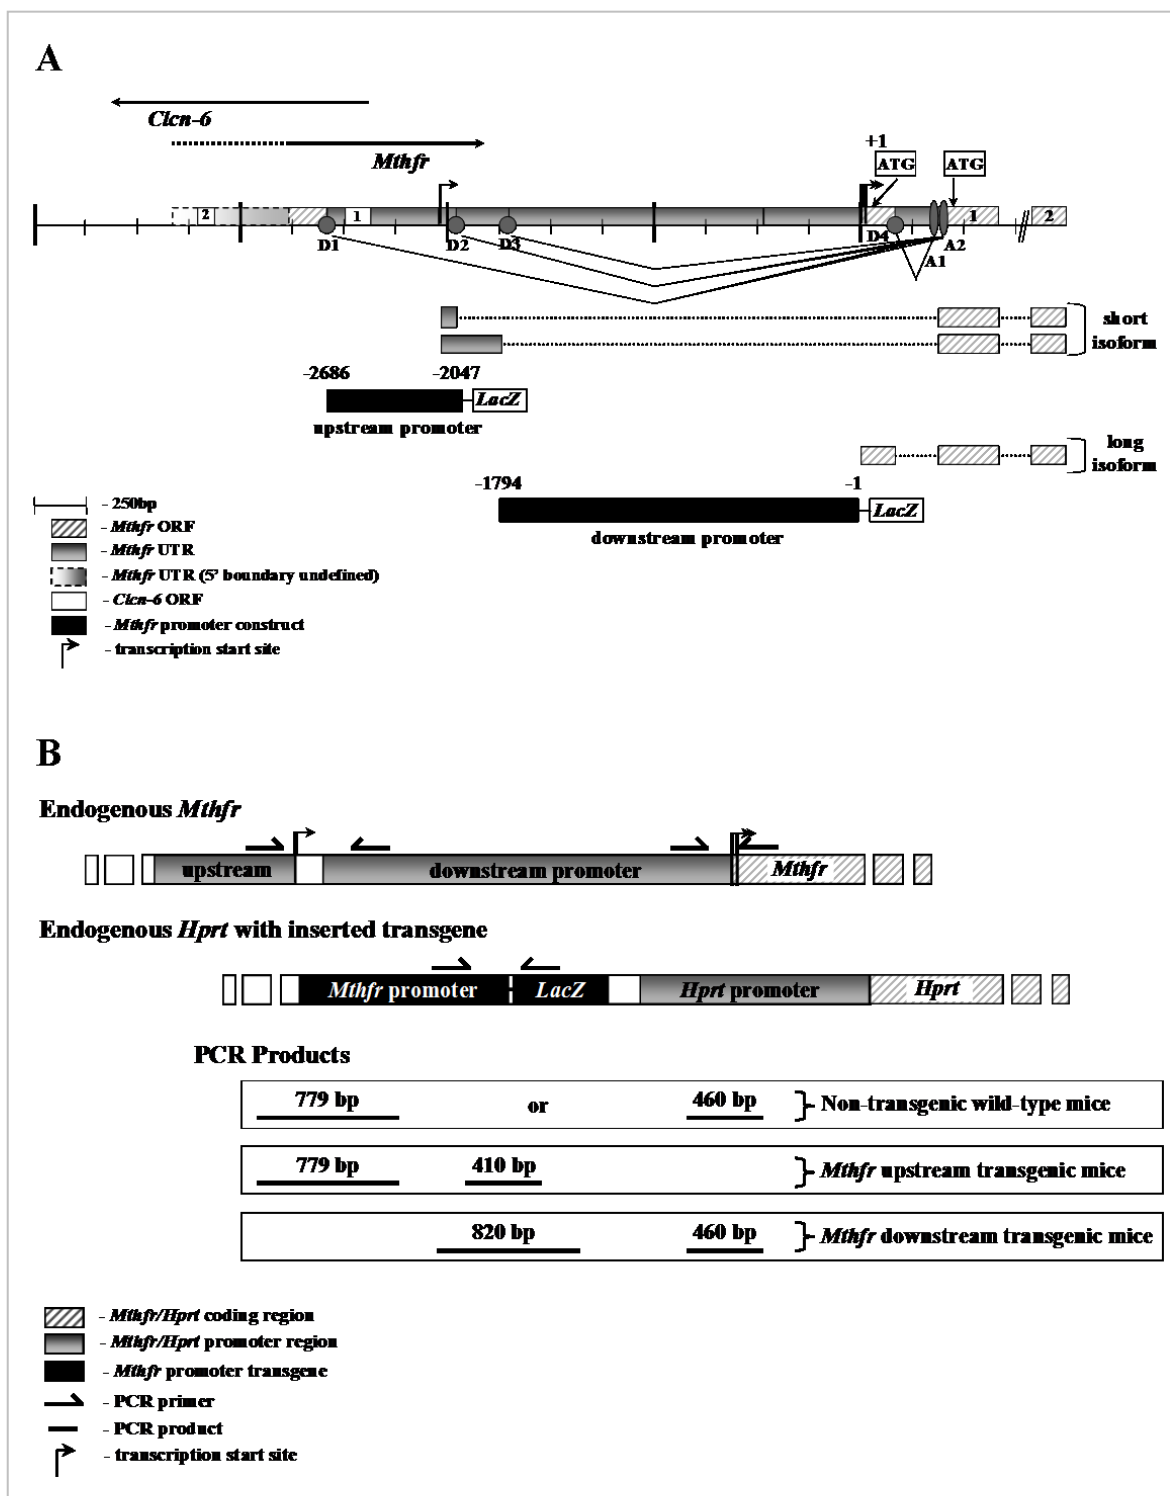 A
Clcn-6
Mthfr
+1
ATG ATG
2 1 1 2
D1 D2 D3 D4 A1 A2
short
isoform
-2686 -2047
LacZ
upstream promoter
long
isoform
-1794 -1
LacZ
downstream promoter
- 250bp
- Mthfr ORF
- Mthfr UTR
- Mthfr UTR (5' boundary undefined)
- Clcn-6 ORF
- Mthfr promoter construct
- transcription start site
B
Endogenous Mthfr
upstream downstream promoter Mthfr
Endogenous Hprt with inserted transgene
Mthfr promoter LacZ Hprt promoter Hprt
PCR Products
779 bp or 460 bp Non-transgenic wild-type mice
779 bp 410 bp Mthfr upstream transgenic mice
820 bp 460 bp Mthfr downstream transgenic mice
- Mthfr/Hprt coding region
- Mthfr/Hprt promoter region
- Mthfr promoter transgene
- PCR primer
- PCR product
- transcription start site